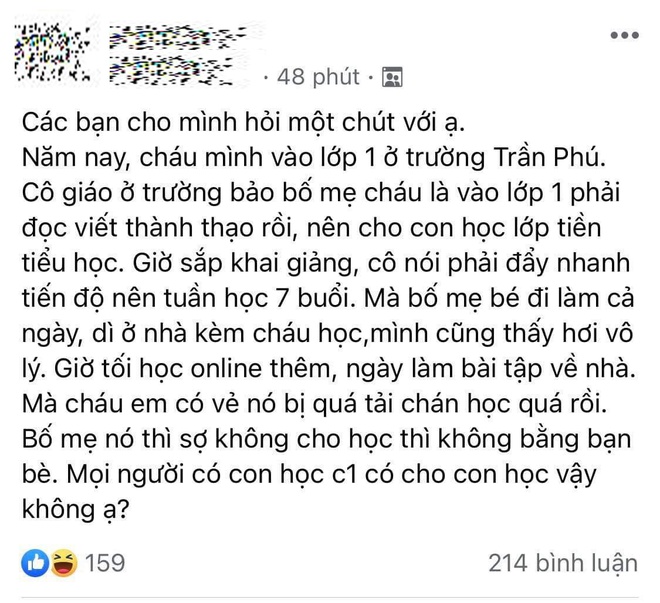 · 48 phút ·
Các bạn cho mình hỏi một chút với ạ.
Năm nay, cháu mình vào lớp 1 ở trường Trần Phú.
Cô giáo ở trường bảo bố mẹ cháu là vào lớp 1 phải
đọc viết thành thạo rồi, nên cho con học lớp tiền
tiểu học. Giờ sắp khai giảng, cô nói phải đẩy nhanh
tiến độ nên tuần học 7 buổi. Mà bố mẹ bé đi làm cả
ngày, dì ở nhà kèm cháu học,mình cũng thấy hơi vô
lý. Giờ tối học online thêm, ngày làm bài tập về nhà.
Mà cháu em có vẻ nó bị quá tải chán học quá rồi.
Bố mẹ nó thì sợ không cho học thì không bằng bạn
bè. Mọi người có con học c1 có cho con học vậy
không ạ?
159
214 bình luận